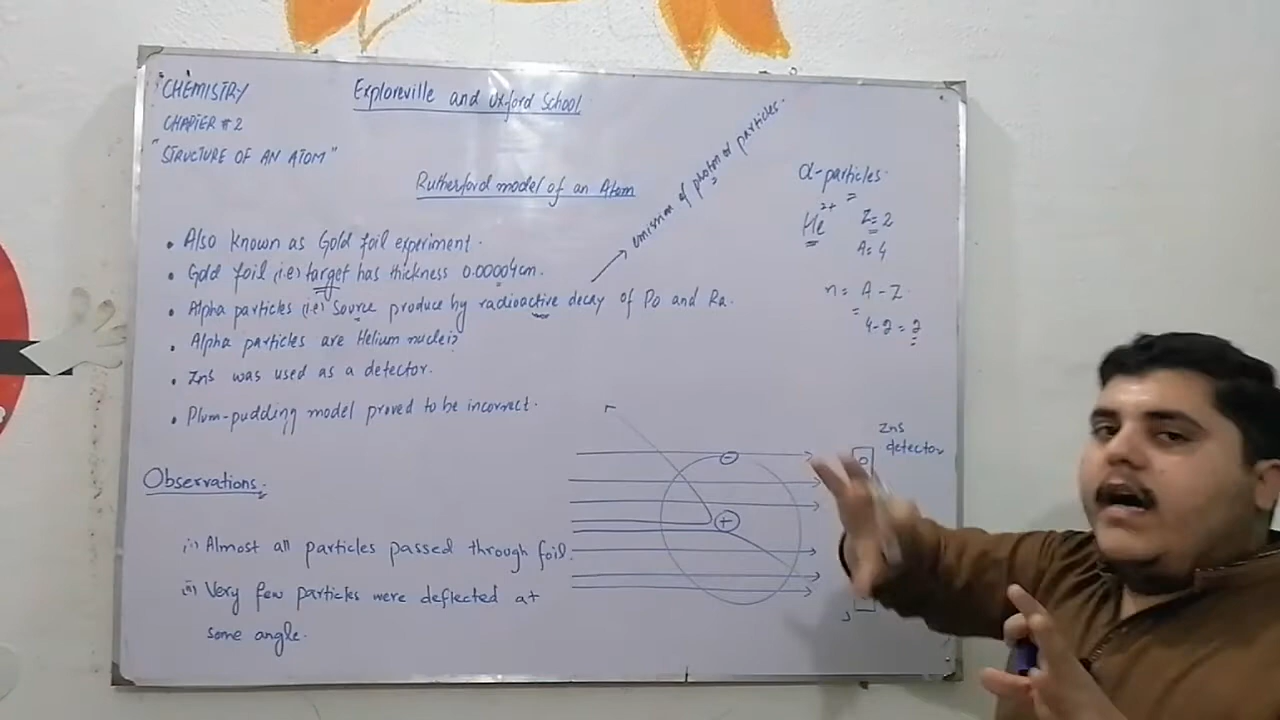 "CHEMISTRY
CHAPTER #2
"STRUCTURE OF AN ATOM"
Exploreville and Oxford School
Rutherford model of an Atom
• Also known as Gold foil experiment.
• Gold foil (i.e) target has thickness 0.00004cm.
• Alpha particles (i.e) Source produce by radioactive decay of Po and Ra.
emission of photon or particles.
• Alpha particles are Helium nuclei
• ZnS was used as a detector.
• Plum-pudding model proved to be incorrect.
α-particles
He2+ Z=2
A=4
n = A - Z
4-2=2
Observations:
i) Almost all particles passed through foil.
ii) Very few particles were deflected at
some angle.
−
+
ZnS
detector